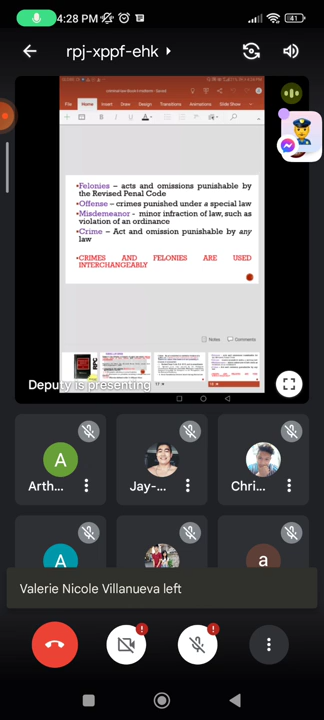 4:28 PM
41
rpj-xppf-ehk
File Home Insert Draw Design Transitions Animations Slide Show
•Felonies – acts and omissions punishable by
the Revised Penal Code
•Offense – crimes punished under a special law
•Misdemeanor - minor infraction of law, such as
violation of an ordinance
•Crime – Act and omission punishable by any
law
•CRIMES AND FELONIES ARE USED
INTERCHANGEABLY
Notes Comments
RPC
17
18
Deputy is presenting
A
Arth...
Jay-...
Chri...
A
a
Valerie Nicole Villanueva left